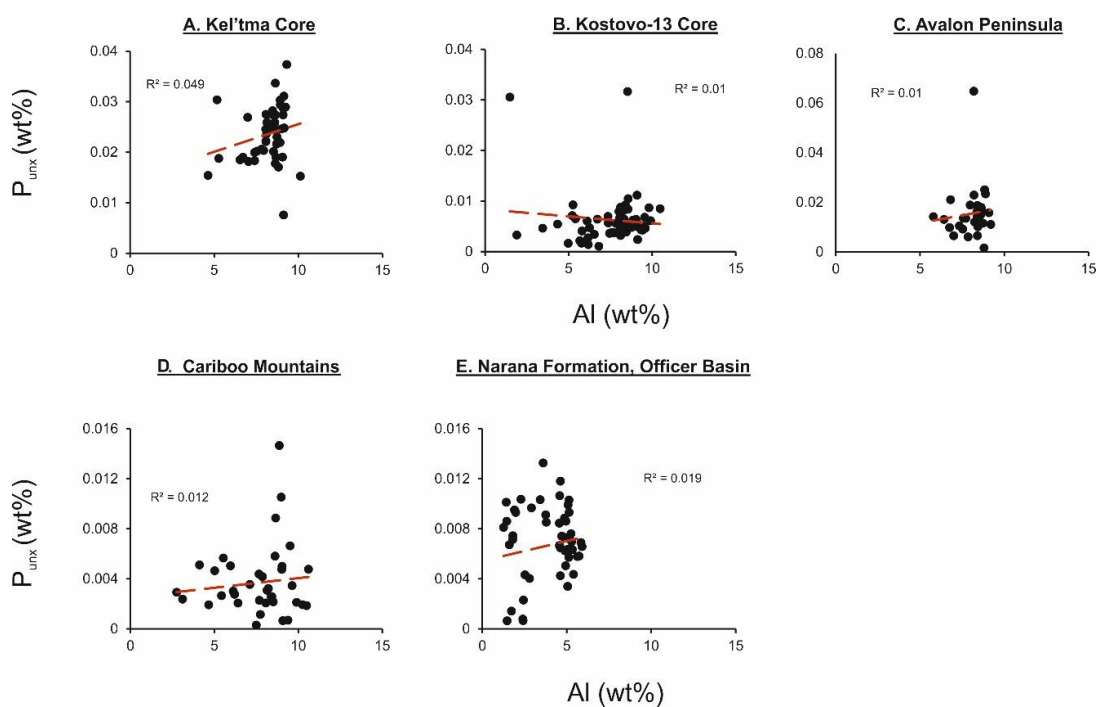 A. Kel'tma Core
B. Kostovo-13 Core
C. Avalon Peninsula
P unx (wt%)
0.04
0.03
0.02
0.01
0
R² = 0.049
0 5 10 15
0.04
0.03
0.02
0.01
0
R² = 0.01
0 5 10 15
0.08
0.06
0.04
0.02
0.00
R² = 0.01
0 5 10 15
Al (wt%)
D. Cariboo Mountains
E. Narana Formation, Officer Basin
P unx (wt%)
0.016
0.012
0.008
0.004
0
R² = 0.012
0 5 10 15
0.016
0.012
0.008
0.004
0
R² = 0.019
0 5 10 15
Al (wt%)